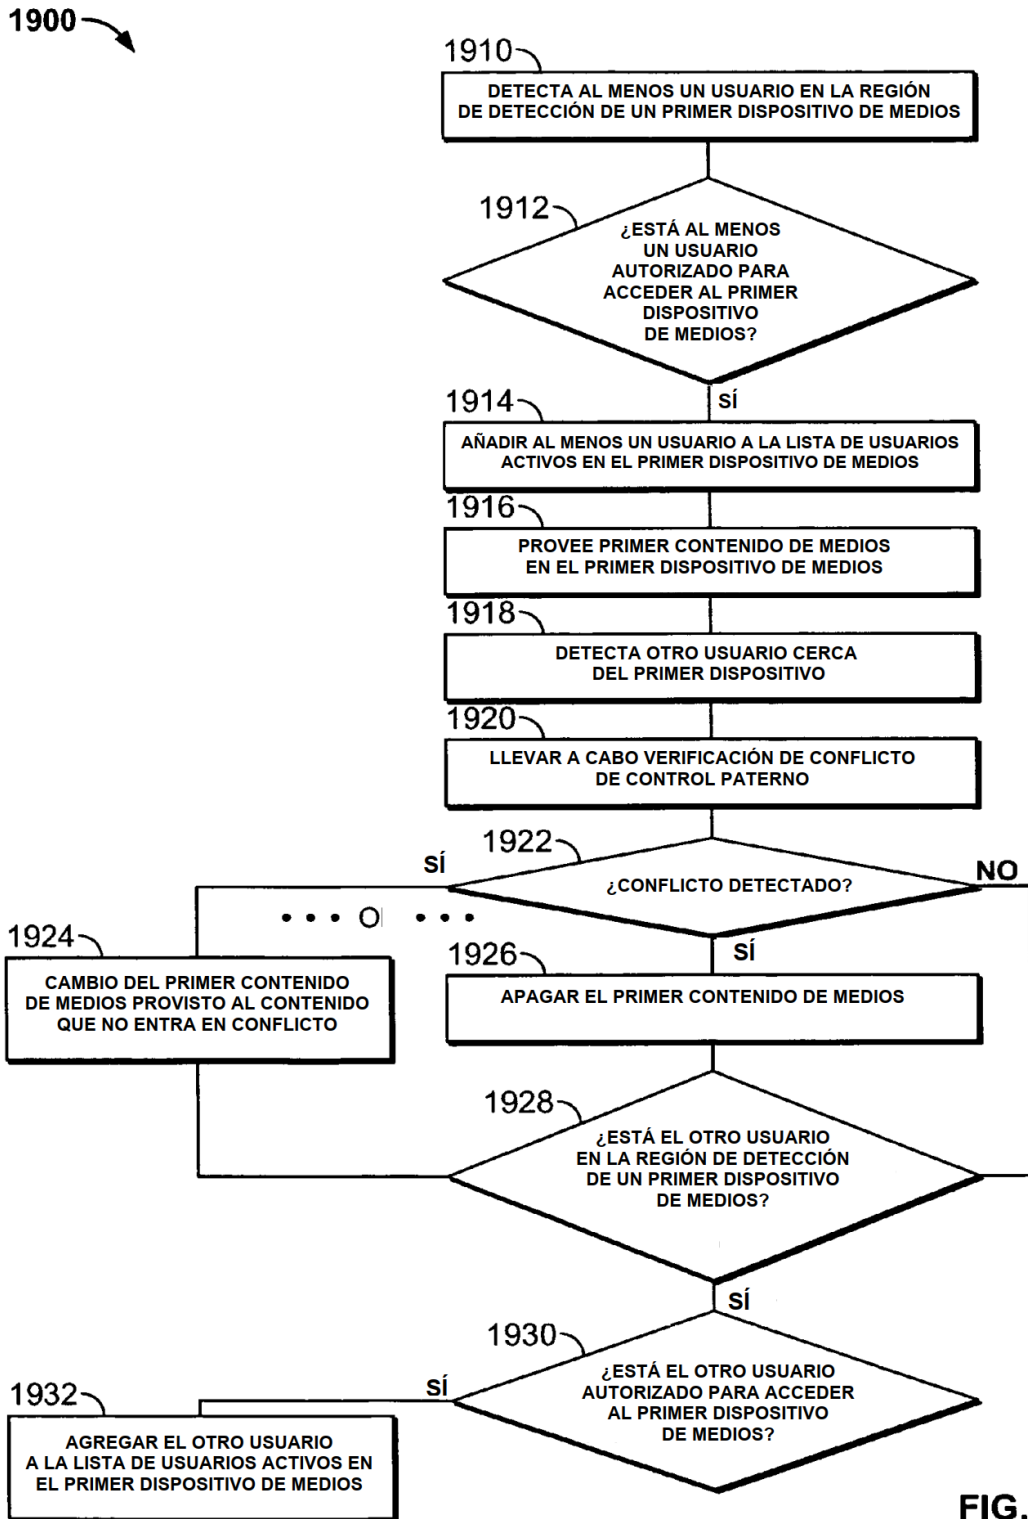 1900
1910
DETECTA AL MENOS UN USUARIO EN LA REGIÓN
DE DETECCIÓN DE UN PRIMER DISPOSITIVO DE MEDIOS
1912
¿ESTÁ AL MENOS
UN USUARIO
AUTORIZADO PARA
ACCEDER AL PRIMER
DISPOSITIVO
DE MEDIOS?
SÍ
1914
AÑADIR AL MENOS UN USUARIO A LA LISTA DE USUARIOS
ACTIVOS EN EL PRIMER DISPOSITIVO DE MEDIOS
1916
PROVEE PRIMER CONTENIDO DE MEDIOS
EN EL PRIMER DISPOSITIVO DE MEDIOS
1918
DETECTA OTRO USUARIO CERCA
DEL PRIMER DISPOSITIVO
1920
LLEVAR A CABO VERIFICACIÓN DE CONFLICTO
DE CONTROL PATERNO
1922
SÍ
¿CONFLICTO DETECTADO?
NO
• • • • O • • • •
SÍ
1924
CAMBIO DEL PRIMER CONTENIDO
DE MEDIOS PROVISTO AL CONTENIDO
QUE NO ENTRA EN CONFLICTO
1926
APAGAR EL PRIMER CONTENIDO DE MEDIOS
1928
¿ESTÁ EL OTRO USUARIO
EN LA REGIÓN DE DETECCIÓN
DE UN PRIMER DISPOSITIVO
DE MEDIOS?
SÍ
1930
¿ESTÁ EL OTRO USUARIO
AUTORIZADO PARA ACCEDER
AL PRIMER DISPOSITIVO
DE MEDIOS?
SÍ
1932
AGREGAR EL OTRO USUARIO
A LA LISTA DE USUARIOS ACTIVOS EN
EL PRIMER DISPOSITIVO DE MEDIOS
FIG.